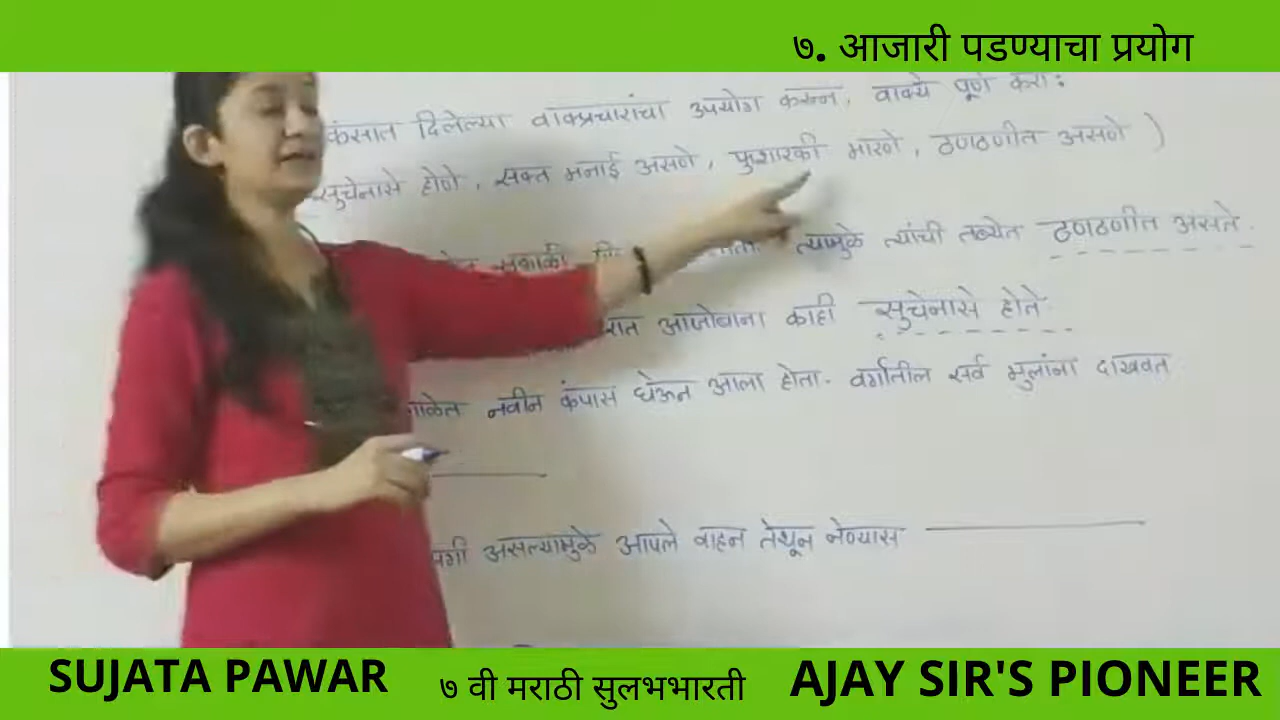 ७. आजारी पडण्याचा प्रयोग
कंसात दिलेल्या वाक्प्रचारांचा उपयोग करून, वाक्ये पूर्ण करा:
सुचेनासे होणे, सक्त मनाई असणे, फुशारकी मारणे, ठणठणीत असणे )
सकाळी त्यामुळे त्यांची तब्येत ठणठणीत असते.
आजोबांना काही सुचेनासे होते
नवीन कंपास घेऊन आला होता. वर्गातील सर्व मुलांना दाखवत
असल्यामुळे आपले वाहन तेथून नेण्यास
SUJATA PAWAR
७ वी मराठी सुलभभारती
AJAY SIR'S PIONEER